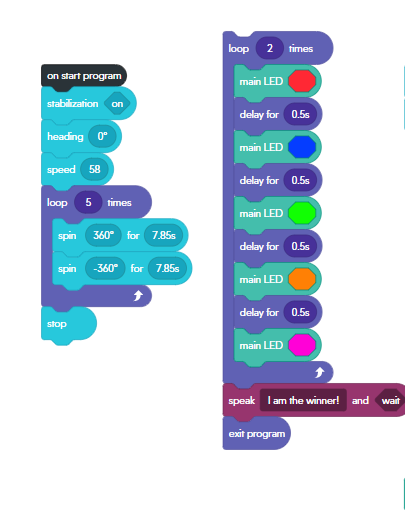 on start program
stabilization on
heading 0°
speed 58
loop 5 times
spin 360° for 7.85s
spin -360° for 7.85s
stop
loop 2 times
main LED
delay for 0.5s
main LED
delay for 0.5s
main LED
delay for 0.5s
main LED
delay for 0.5s
main LED
speak I am the winner! and wait
exit program